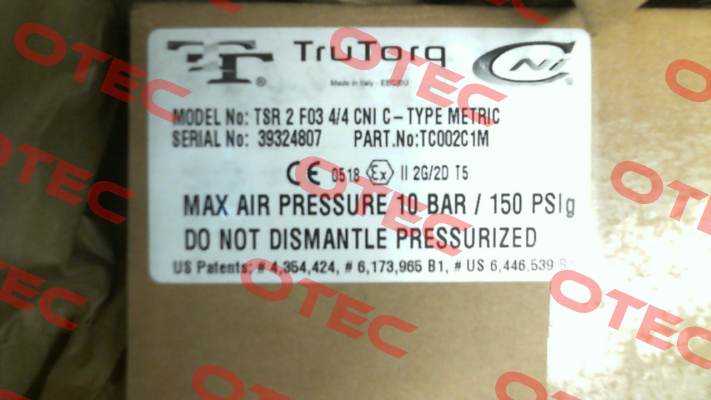 TT® TruTorq CNI
Made in Italy -
MODEL No: TSR 2 F03 4/4 CNI C-TYPE METRIC
SERIAL No: 39324807 PART.No:TC002C1M
CE 0518 Ex II 2G/2D T5
MAX AIR PRESSURE 10 BAR / 150 PSIg
DO NOT DISMANTLE PRESSURIZED
US Patents: # 4,354,424, # 6,173,965 B1, # US 6,446,539
OTEC
OTEC
OTEC
OTEC
OTEC
OTEC
OTEC
OTEC
OTEC
OTEC
OTEC
OTEC